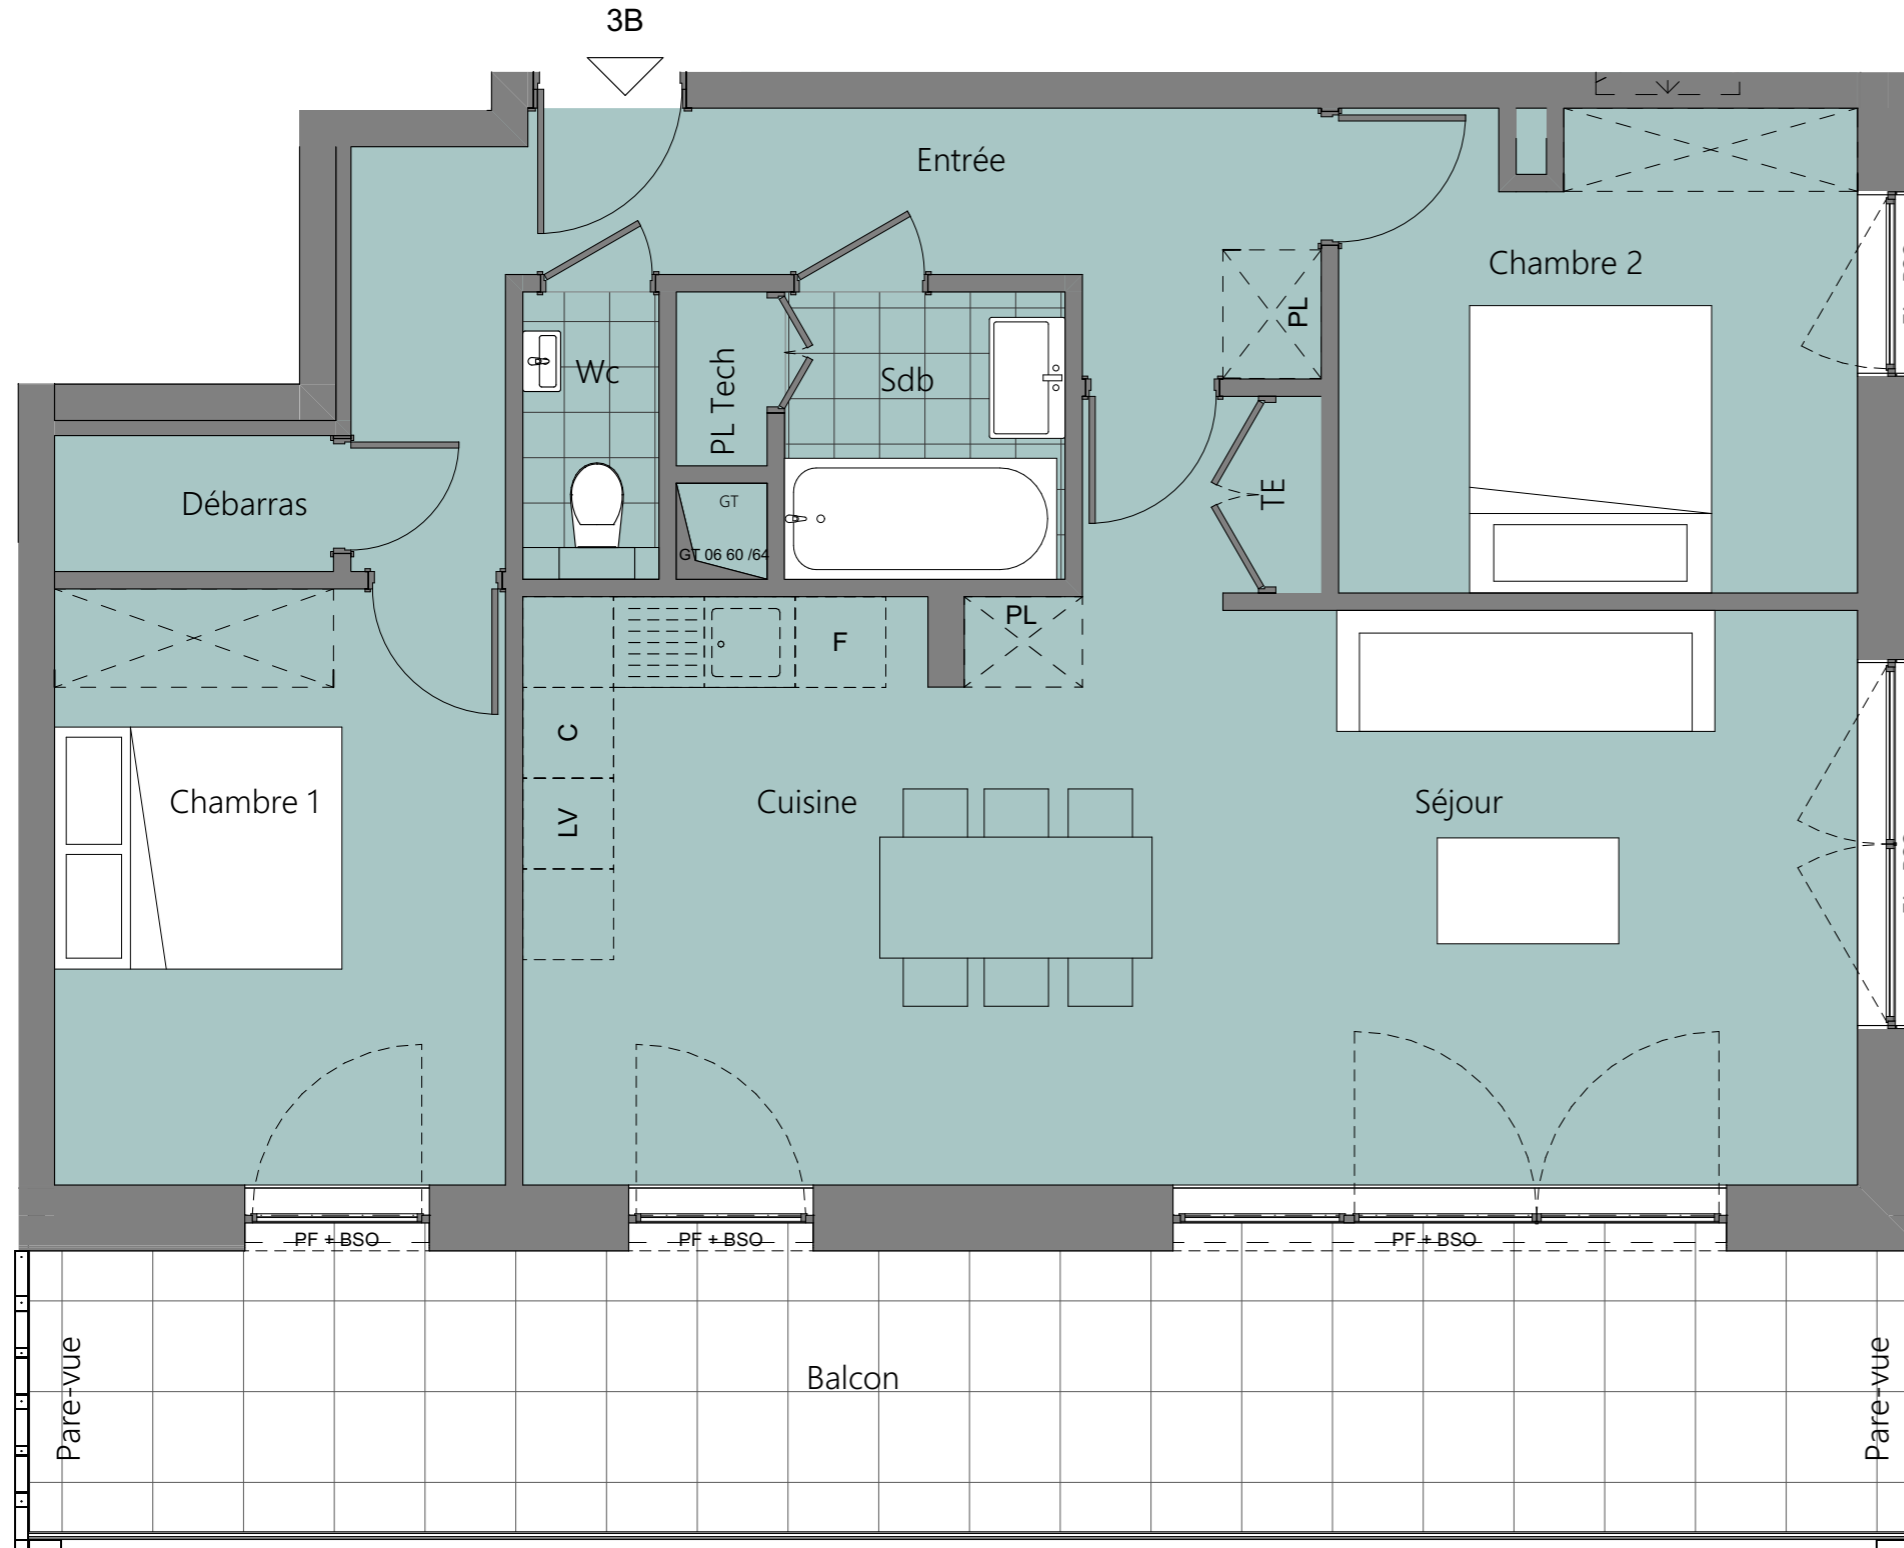 3B
Entrée
Chambre 2
PL
Wc
PL Tech
Sdb
Débarras
TE
GT
GT 06 60 /64
PL
F
C
LV
Chambre 1
Cuisine
Séjour
PF + BSO
PF + BSO
PF + BSO
Pare-vue
Balcon
Pare-vue